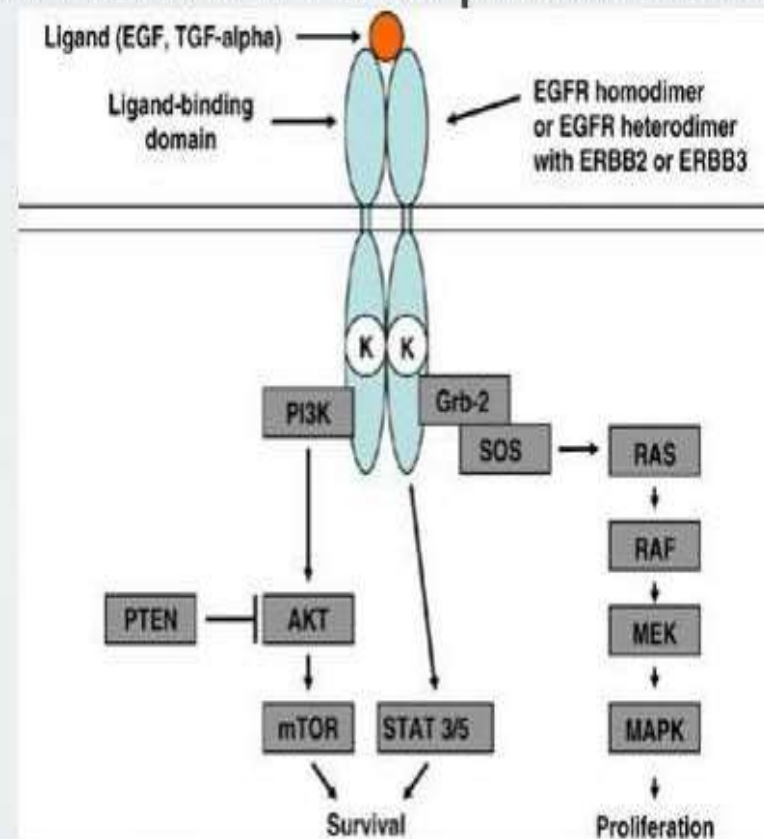 Ligand (EGF, TGF-alpha)
Ligand-binding
domain
EGFR homodimer
or EGFR heterodimer
with ERBB2 or ERBB3
K K
PI3K
Grb-2
SOS
RAS
RAF
PTEN
AKT
MEK
mTOR
STAT 3/5
MAPK
Survival
Proliferation